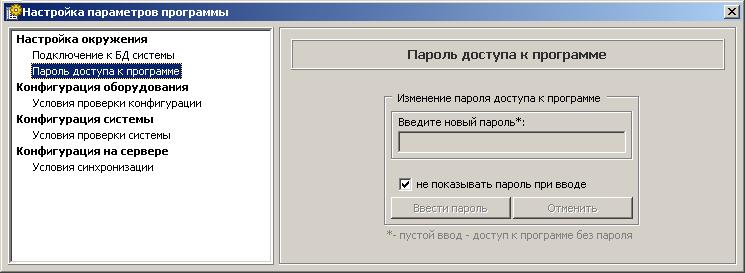 Настройка параметров программы
Настройка окружения
Подключение к БД системы
Пароль доступа к программе
Конфигурация оборудования
Условия проверки конфигурации
Конфигурация системы
Условия проверки системы
Конфигурация на сервере
Условия синхронизации
Пароль доступа к программе
Изменение пароля доступа к программе
Введите новый пароль*:
не показывать пароль при вводе
Ввести пароль Отменить
*- пустой ввод - доступ к программе без пароля